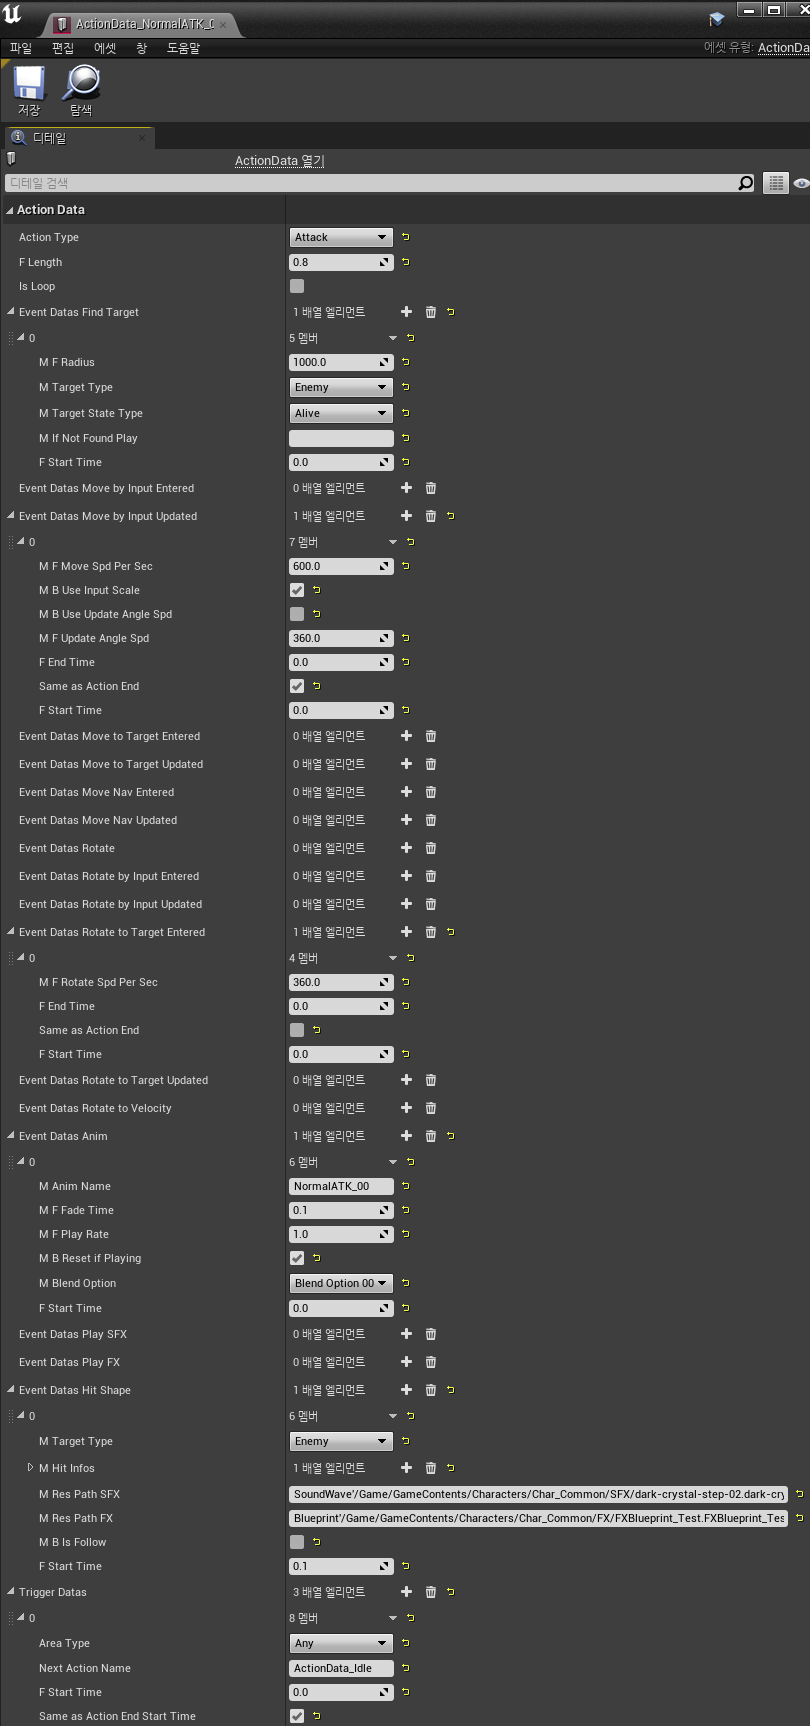 ActionData_NormalATK_0
파일 편집 에셋 창 도움말 에셋 유형: ActionDa
저장 탐색
디테일
ActionData 열기
디테일 검색
Action Data
Action Type Attack
F Length 0.8
Is Loop
Event Datas Find Target 1 배열 엘리먼트
0 5 멤버
M F Radius 1000.0
M Target Type Enemy
M Target State Type Alive
M If Not Found Play
F Start Time 0.0
Event Datas Move by Input Entered 0 배열 엘리먼트
Event Datas Move by Input Updated 1 배열 엘리먼트
0 7 멤버
M F Move Spd Per Sec 600.0
M B Use Input Scale
M B Use Update Angle Spd
M F Update Angle Spd 360.0
F End Time 0.0
Same as Action End
F Start Time 0.0
Event Datas Move to Target Entered 0 배열 엘리먼트
Event Datas Move to Target Updated 0 배열 엘리먼트
Event Datas Move Nav Entered 0 배열 엘리먼트
Event Datas Move Nav Updated 0 배열 엘리먼트
Event Datas Rotate 0 배열 엘리먼트
Event Datas Rotate by Input Entered 0 배열 엘리먼트
Event Datas Rotate by Input Updated 0 배열 엘리먼트
Event Datas Rotate to Target Entered 1 배열 엘리먼트
0 4 멤버
M F Rotate Spd Per Sec 360.0
F End Time 0.0
Same as Action End
F Start Time 0.0
Event Datas Rotate to Target Updated 0 배열 엘리먼트
Event Datas Rotate to Velocity 0 배열 엘리먼트
Event Datas Anim 1 배열 엘리먼트
0 6 멤버
M Anim Name NormalATK_00
M F Fade Time 0.1
M F Play Rate 1.0
M B Reset if Playing
M Blend Option Blend Option 00
F Start Time 0.0
Event Datas Play SFX 0 배열 엘리먼트
Event Datas Play FX 0 배열 엘리먼트
Event Datas Hit Shape 1 배열 엘리먼트
0 6 멤버
M Target Type Enemy
M Hit Infos 1 배열 엘리먼트
M Res Path SFX SoundWave'/Game/GameContents/Characters/Char_Common/SFX/dark-crystal-step-02.dark-cry
M Res Path FX Blueprint'/Game/GameContents/Characters/Char_Common/FX/FXBlueprint_Test.FXBlueprint_Tes
M B Is Follow
F Start Time 0.1
Trigger Datas 3 배열 엘리먼트
0 8 멤버
Area Type Any
Next Action Name ActionData_Idle
F Start Time 0.0
Same as Action End Start Time